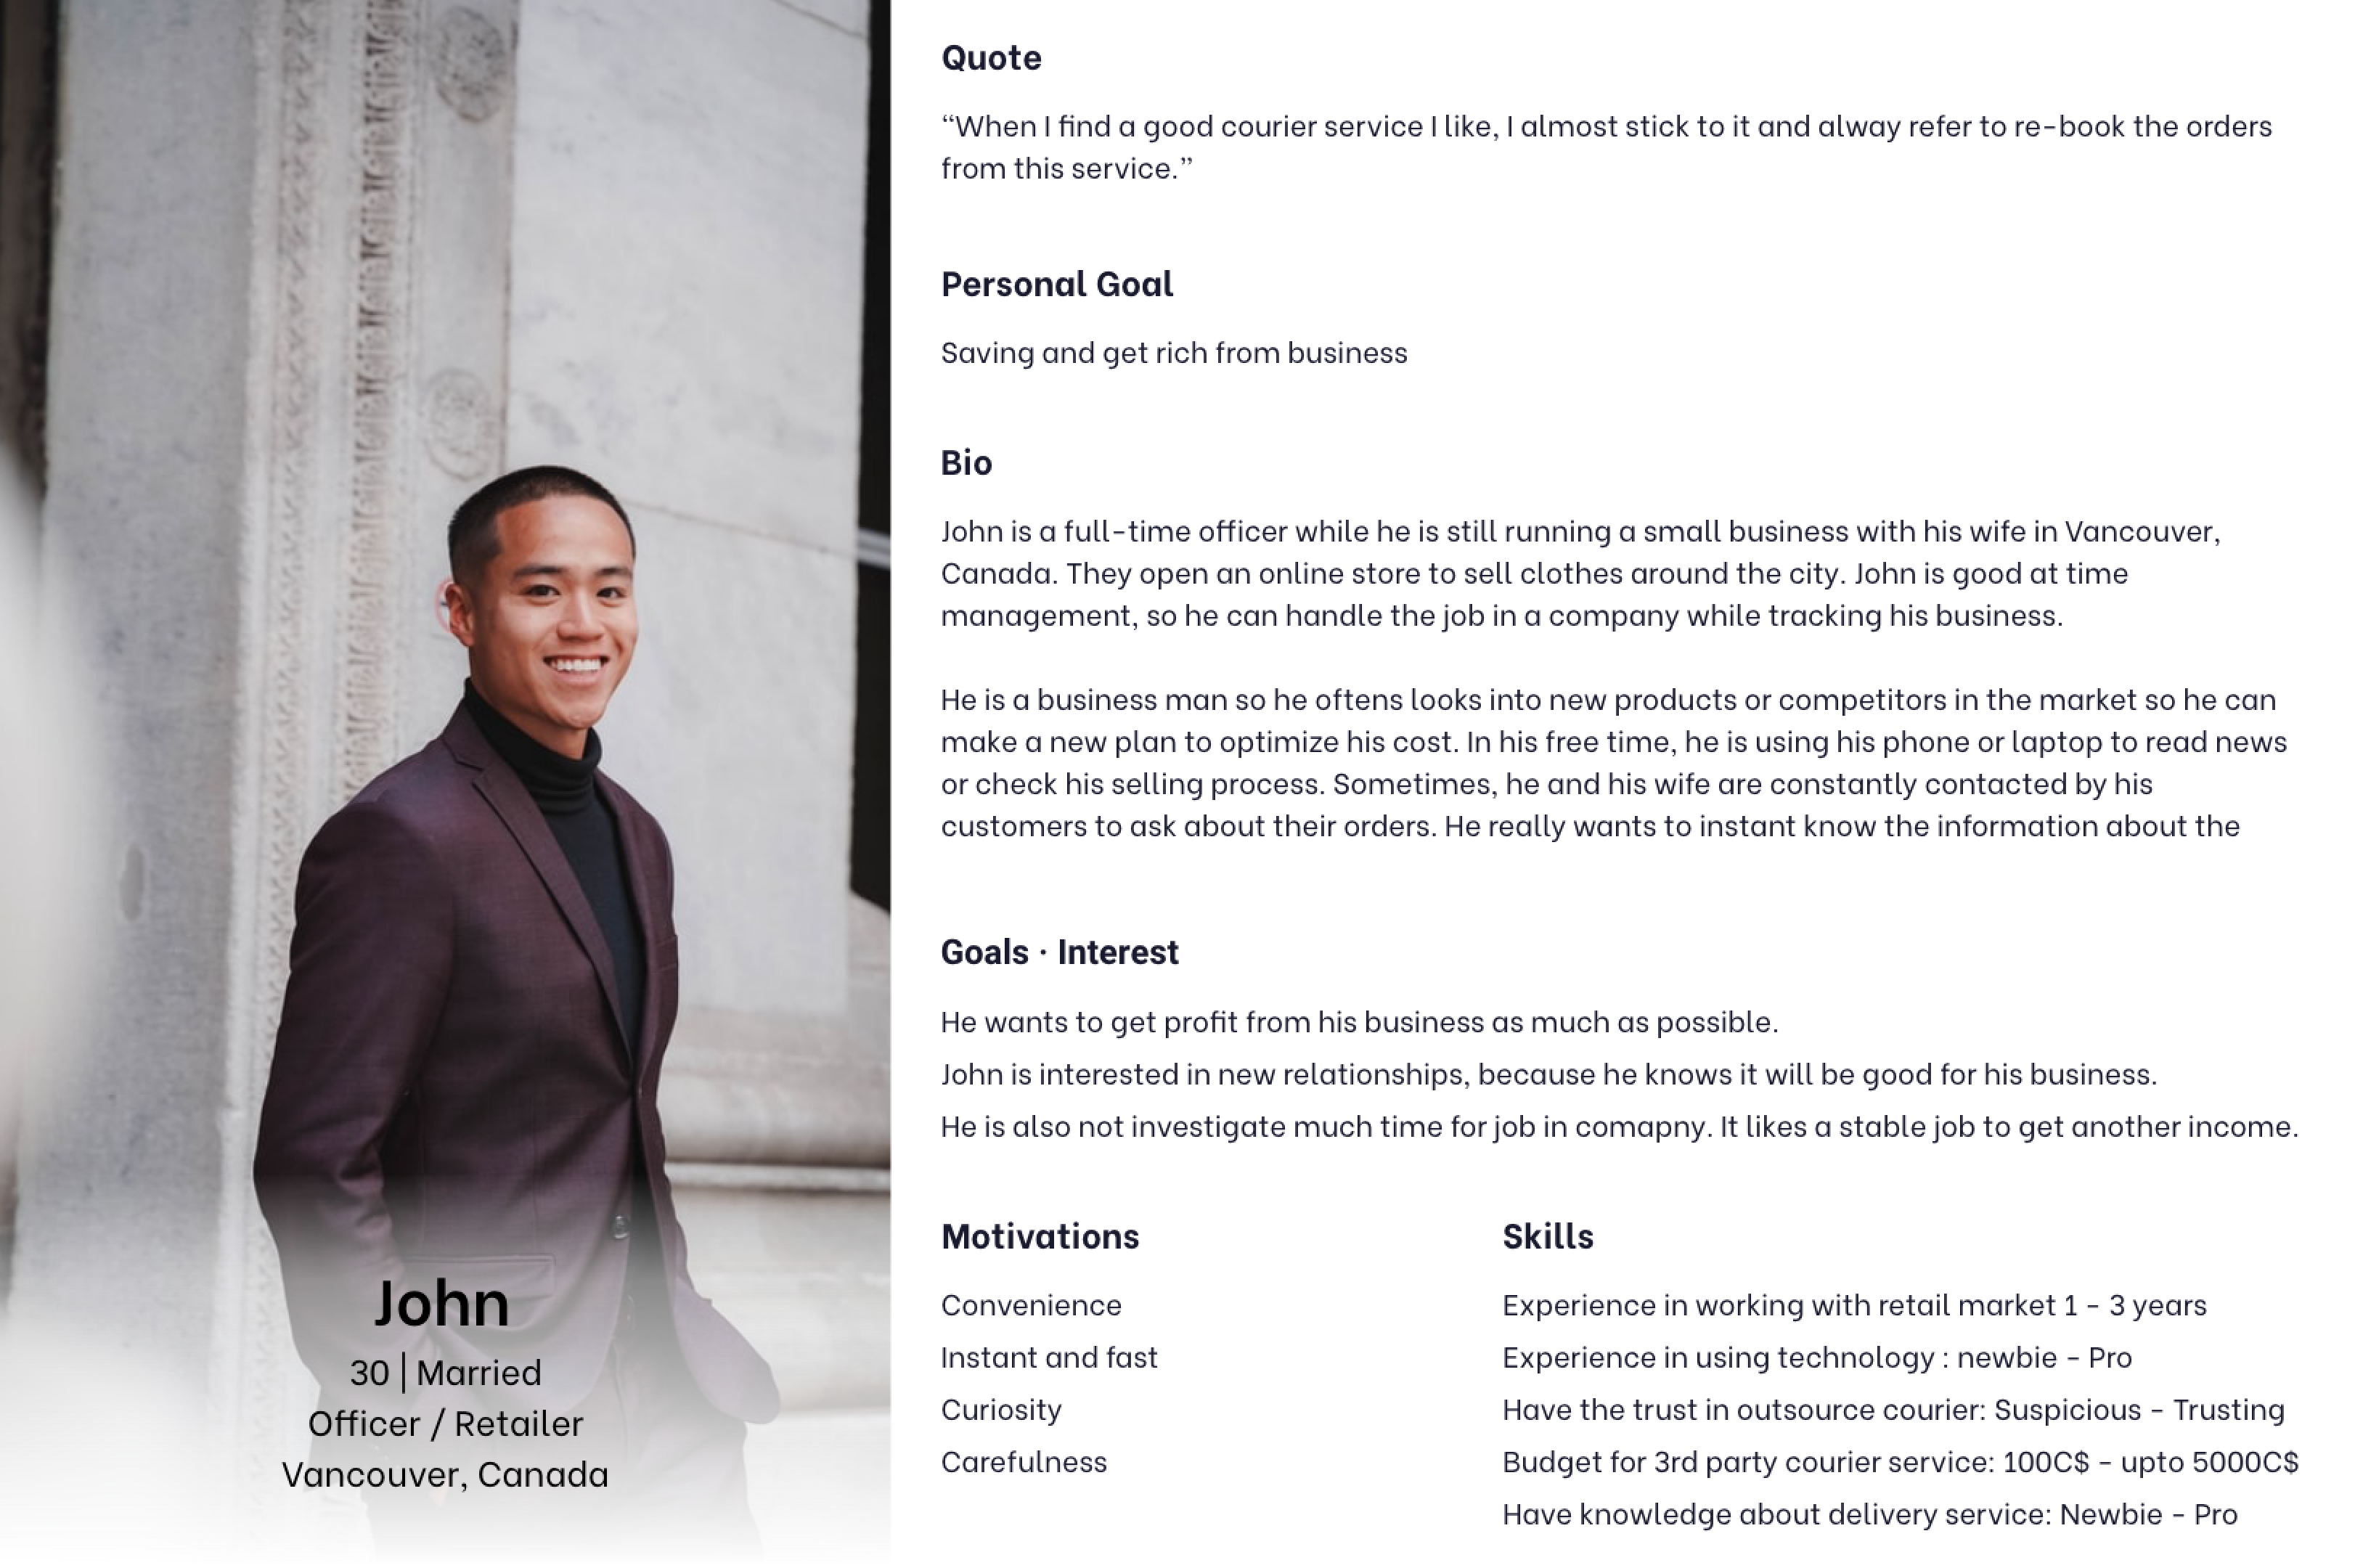 Quote
“When I find a good courier service I like, I almost stick to it and alway refer to re-book the orders
from this service.”
Personal Goal
Saving and get rich from business
Bio
John is a full-time officer while he is still running a small business with his wife in Vancouver,
Canada. They open an online store to sell clothes around the city. John is good at time
management, so he can handle the job in a company while tracking his business.
He is a business man so he oftens looks into new products or competitors in the market so he can
make a new plan to optimize his cost. In his free time, he is using his phone or laptop to read news
or check his selling process. Sometimes, he and his wife are constantly contacted by his
customers to ask about their orders. He really wants to instant know the information about the
Goals · Interest
He wants to get profit from his business as much as possible.
John is interested in new relationships, because he knows it will be good for his business.
He is also not investigate much time for job in comapny. It likes a stable job to get another income.
Motivations
Convenience
Instant and fast
Curiosity
Carefulness
Skills
Experience in working with retail market 1 - 3 years
Experience in using technology : newbie - Pro
Have the trust in outsource courier: Suspicious - Trusting
Budget for 3rd party courier service: 100C$ - upto 5000C$
Have knowledge about delivery service: Newbie - Pro
John
30 | Married
Officer / Retailer
Vancouver, Canada